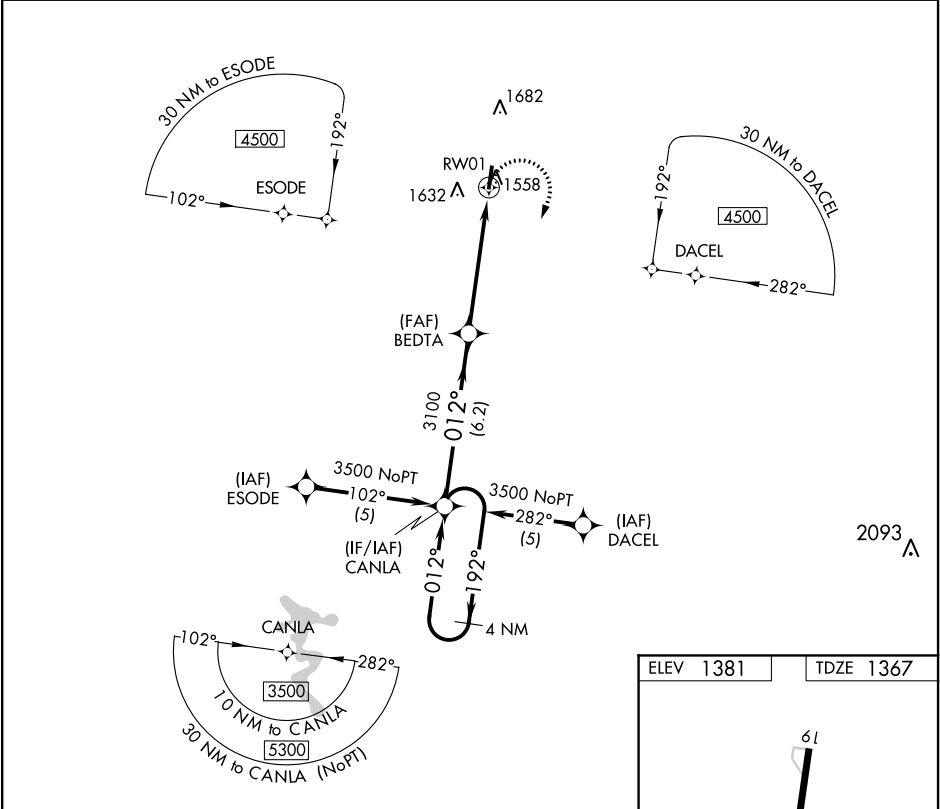 30 NM to ESODE
4500
192°
102°
ESODE
1682
RW01
1632
1558
30 NM to DACEL
192°
4500
DACEL
282°
(FAF)
BEDTA
3100
012°
(6.2)
(IAF)
ESODE
3500 NoPT
102°
(5)
3500 NoPT
282°
(5)
(IAF)
DACEL
(IF/IAF)
CANLA
012°
192°
4 NM
2093
CANLA
102°
282°
3500
10 NM to CANLA
5300
30 NM to CANLA (NoPT)
ELEV 1381
TDZE 1367
19